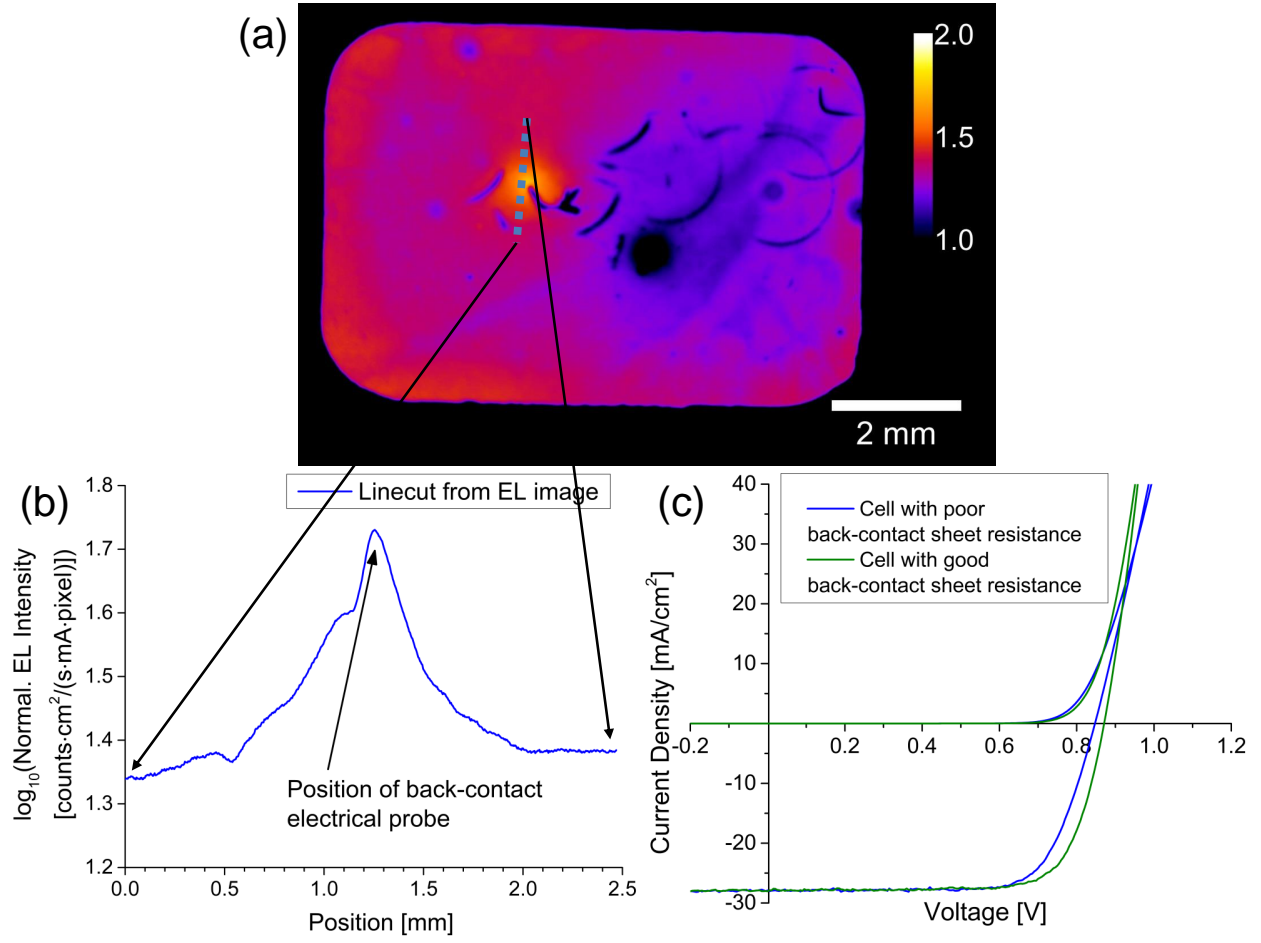 (a)
2.0
1.5
1.0
2 mm
(b)
Linecut from EL image
log10(Normal. EL Intensity
[counts·cm2/(s·mA·pixel)])
1.8
1.7
1.6
1.5
1.4
1.3
1.2
Position of back-contact
electrical probe
0.0
0.5
1.0
1.5
2.0
2.5
Position [mm]
(c)
Cell with poor
back-contact sheet resistance
Cell with good
back-contact sheet resistance
Current Density [mA/cm2]
40
30
20
10
-10
-20
-30
-0.2
0.2
0.4
0.6
0.8
1.0
1.2
Voltage [V]